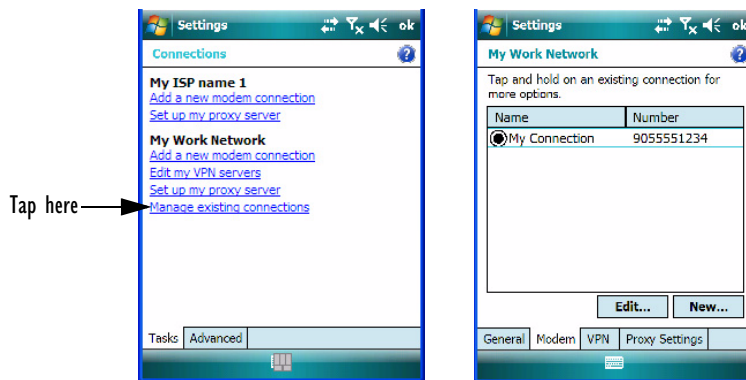 Settings
ok
Connections
?
My ISP name 1
Add a new modem connection
Set up my proxy server
My Work Network
Add a new modem connection
Edit my VPN servers
Set up my proxy server
Manage existing connections
Tasks Advanced
Tap here
Settings
ok
My Work Network
?
Tap and hold on an existing connection for
more options.
Name Number
My Connection 9055551234
Edit... New...
General Modem VPN Proxy Settings